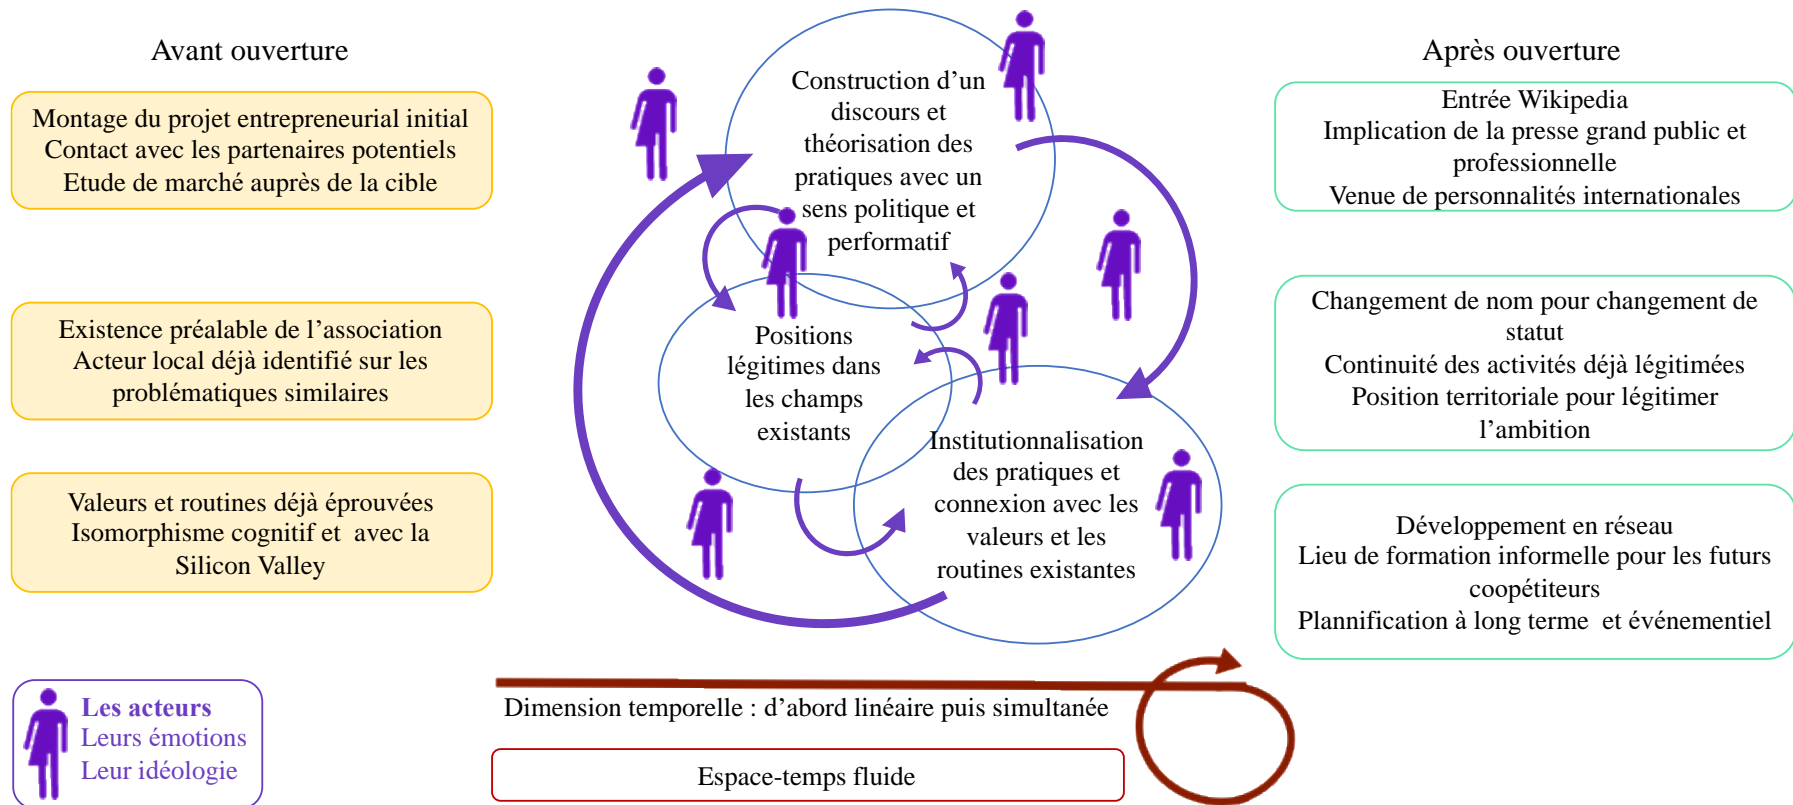 Avant ouverture
Montage du projet entrepreneurial initial
Contact avec les partenaires potentiels
Etude de marché auprès de la cible
Existence préalable de l’association
Acteur local déjà identifié sur les
problématiques similaires
Valeurs et routines déjà éprouvées
Isomorphisme cognitif et  avec la
Silicon Valley
Construction d’un
discours et
théorisation des
pratiques avec un
sens politique et
performatif
Positions
légitimes dans
les champs
existants
Institutionnalisation
des pratiques et
connexion avec les
valeurs et les
routines existantes
Après ouverture
Entrée Wikipedia
Implication de la presse grand public et
professionnelle
Venue de personnalités internationales
Changement de nom pour changement de
statut
Continuité des activités déjà légitimées
Position territoriale pour légitimer
l’ambition
Développement en réseau
Lieu de formation informelle pour les futurs
coopétiteurs
Plannification à long terme  et événementiel
Les acteurs
Leurs émotions
Leur idéologie
Dimension temporelle : d’abord linéaire puis simultanée
Espace-temps fluide